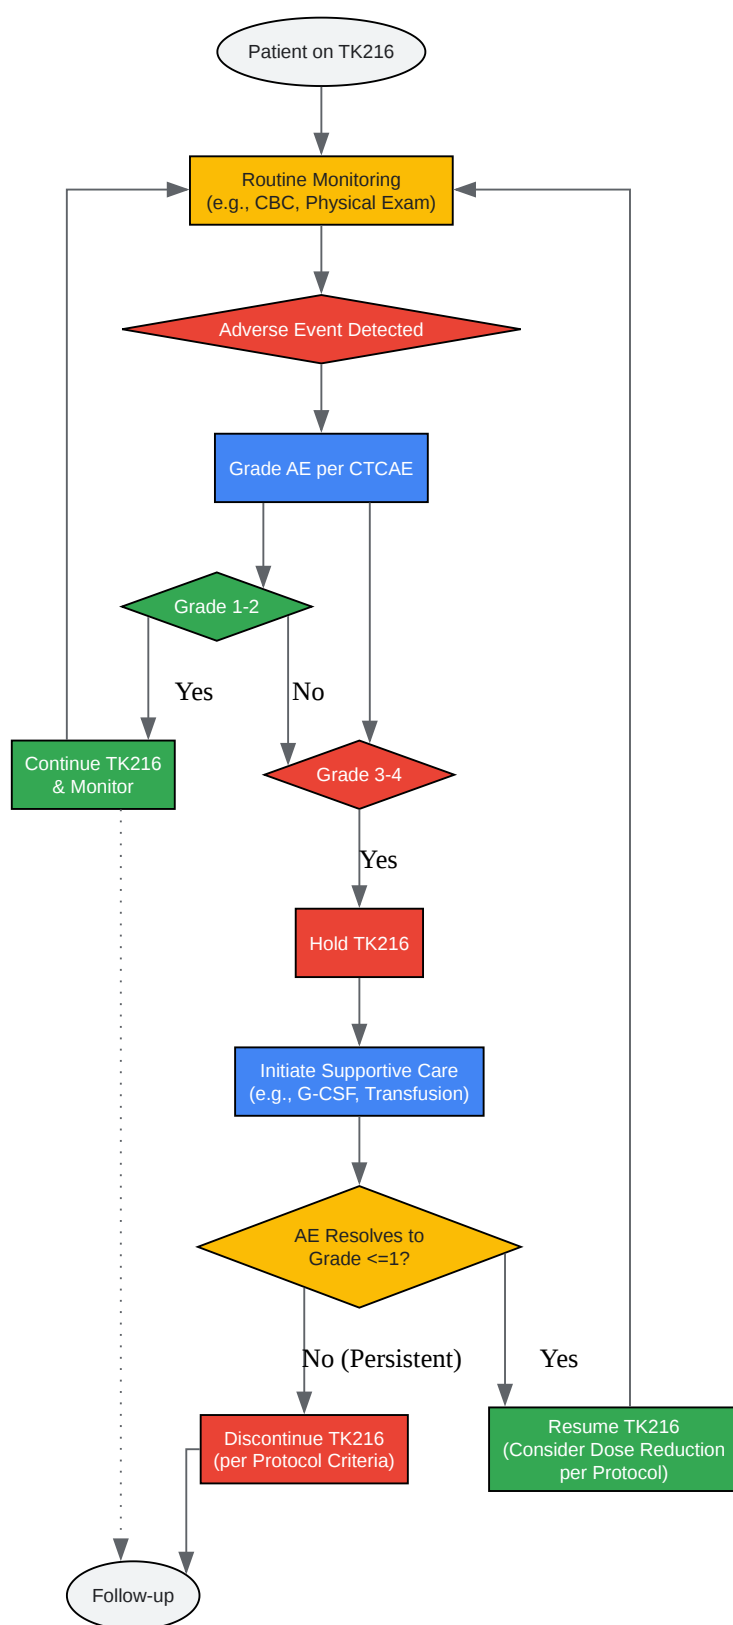 Patient on TK216
Routine Monitoring
(e.g., CBC, Physical Exam)
Adverse Event Detected
Grade AE per CTCAE
Grade 1-2
Yes
No
Continue TK216
& Monitor
Grade 3-4
Yes
Hold TK216
Initiate Supportive Care
(e.g., G-CSF, Transfusion)
AE Resolves to
Grade <=1?
No (Persistent)
Yes
Discontinue TK216
(per Protocol Criteria)
Resume TK216
(Consider Dose Reduction
per Protocol)
Follow-up